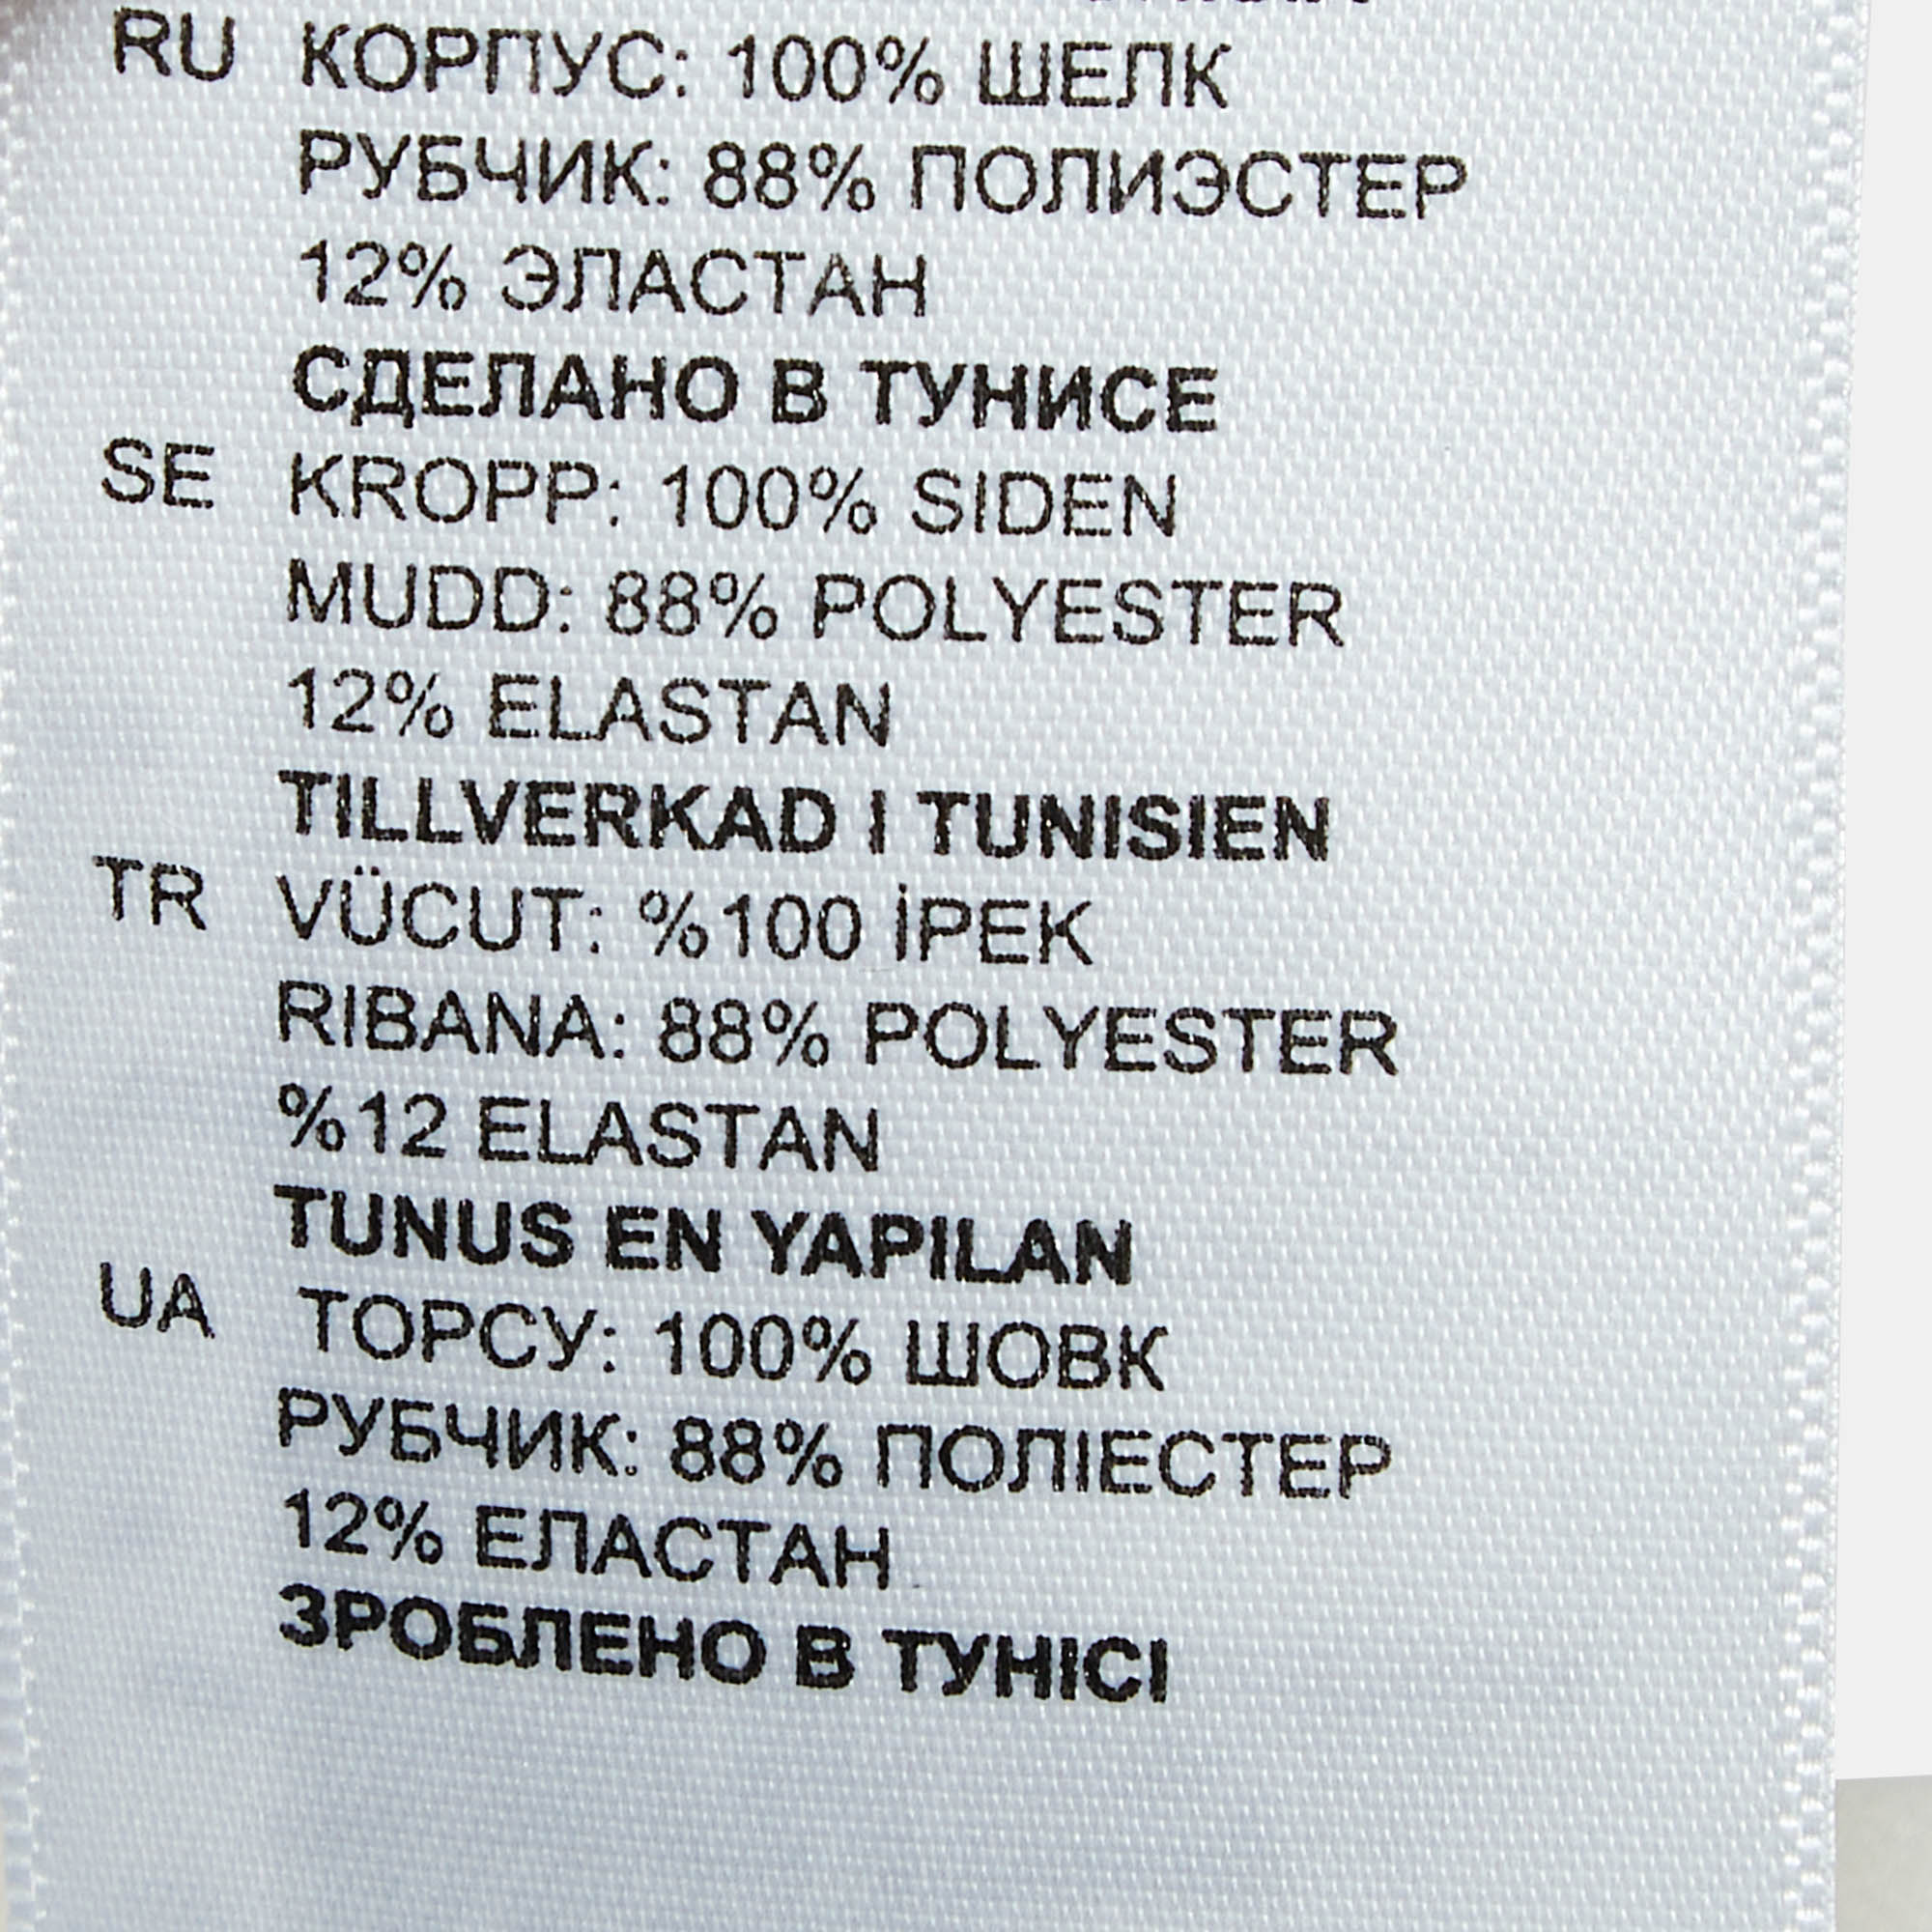 RU КОРПУС: 100% ШЕЛК
РУБЧИК: 88% ПОЛИЭСТЕР
12% ЭЛАСТАН
СДЕЛАНО В ТУНИСЕ
SE KROPP: 100% SIDEN
MUDD: 88% POLYESTER
12% ELASTAN
TILLVERKAD I TUNISIEN
TR VÜCUT: %100 İPEK
RIBANA: 88% POLYESTER
%12 ELASTAN
TUNUS EN YAPILAN
UA ТОРСУ: 100% ШОВК
РУБЧИК: 88% ПОЛІЕСТЕР
12% ЕЛАСТАН
ЗРОБЛЕНО В ТУНІСІ